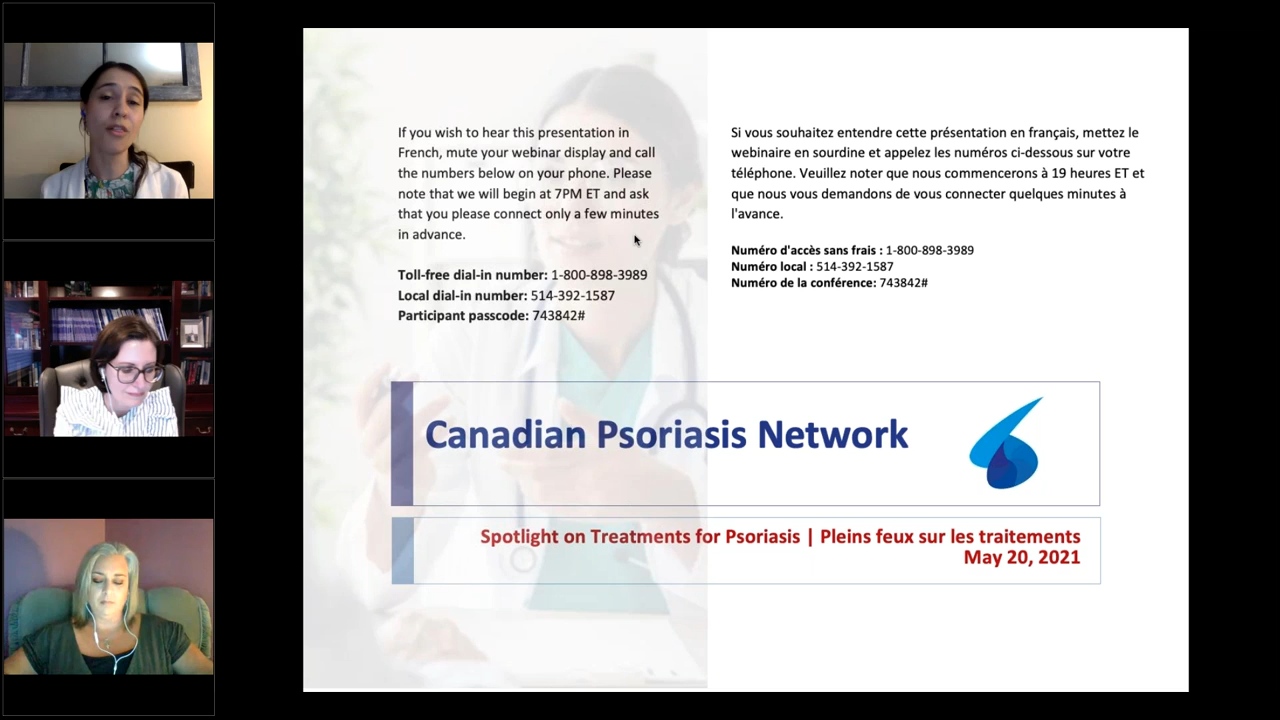 If you wish to hear this presentation in
French, mute your webinar display and call
the numbers below on your phone. Please
note that we will begin at 7PM ET and ask
that you please connect only a few minutes
in advance.
Toll-free dial-in number: 1-800-898-3989
Local dial-in number: 514-392-1587
Participant passcode: 743842#
Si vous souhaitez entendre cette présentation en français, mettez le
webinaire en sourdine et appelez les numéros ci-dessous sur votre
téléphone. Veuillez noter que nous commencerons à 19 heures ET et
que nous vous demandons de vous connecter quelques minutes à
l'avance.
Numéro d'accès sans frais : 1-800-898-3989
Numéro local : 514-392-1587
Numéro de la conférence: 743842#
Canadian Psoriasis Network
Spotlight on Treatments for Psoriasis | Pleins feux sur les traitements
May 20, 2021